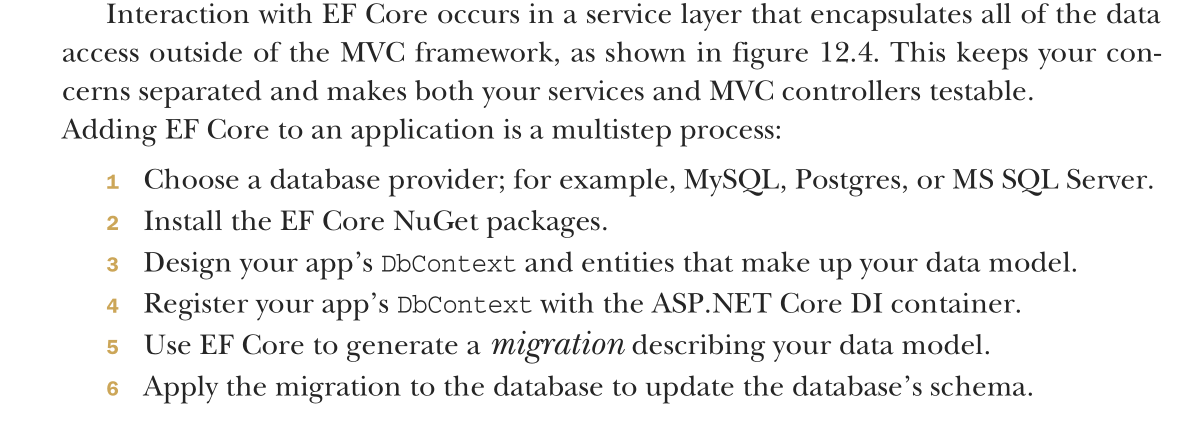 Interaction with EF Core occurs in a service layer that encapsulates all of the data
access outside of the MVC framework, as shown in figure 12.4. This keeps your con-
cerns separated and makes both your services and MVC controllers testable.
Adding EF Core to an application is a multistep process:
1 Choose a database provider; for example, MySQL, Postgres, or MS SQL Server.
2 Install the EF Core NuGet packages.
3 Design your app’s DbContext and entities that make up your data model.
4 Register your app’s DbContext with the ASP.NET Core DI container.
5 Use EF Core to generate a migration describing your data model.
6 Apply the migration to the database to update the database’s schema.